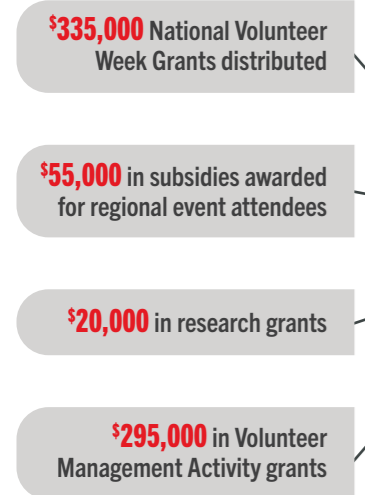 $335,000 National Volunteer
Week Grants distributed
$55,000 in subsidies awarded
for regional event attendees
$20,000 in research grants
$295,000 in Volunteer
Management Activity grants